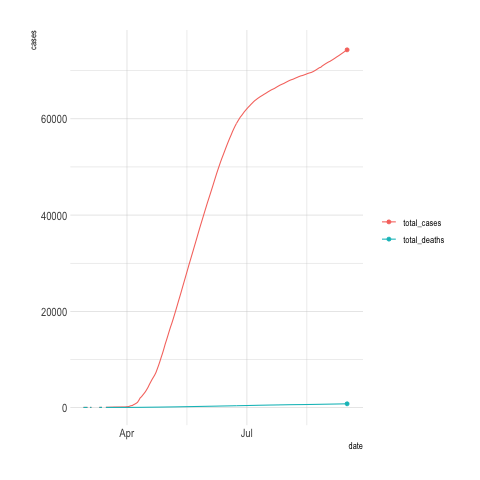 cases
60000
40000
20000
0
Apr
Jul
date
total_cases
total_deaths